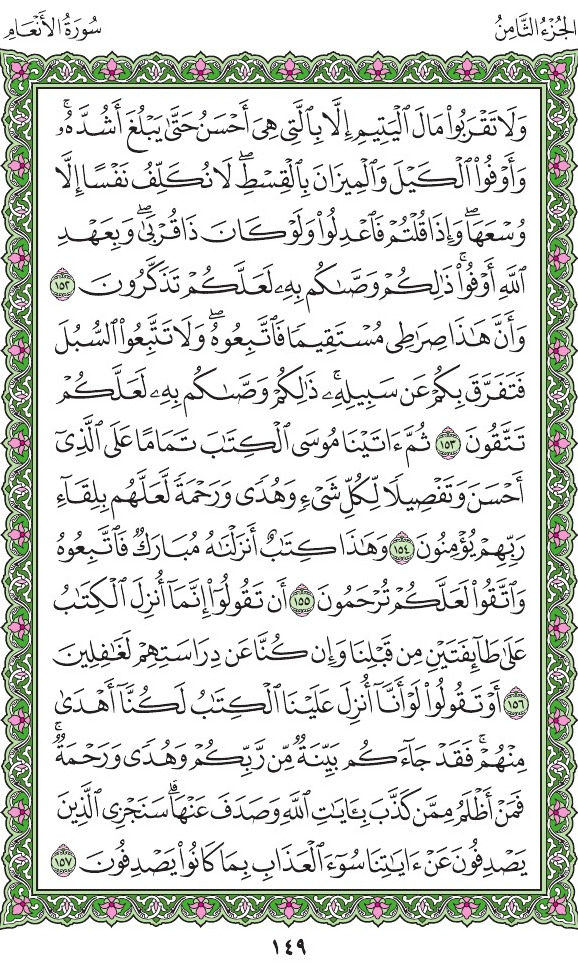 الجُزْءُ الثَّامِنُ
سُورَةُ الأَنْعَامِ
وَلَا تَقْرَبُوا۟ مَالَ ٱلْيَتِيمِ إِلَّا بِٱلَّتِى هِىَ أَحْسَنُ حَتَّىٰ يَبْلُغَ أَشُدَّهُۥۚ
وَأَوْفُوا۟ ٱلْكَيْلَ وَٱلْمِيزَانَ بِٱلْقِسْطِۖ لَا نُكَلِّفُ نَفْسًا إِلَّا
وُسْعَهَاۖ وَإِذَا قُلْتُمْ فَٱعْدِلُوا۟ وَلَوْ كَانَ ذَا قُرْبَىٰۖ وَبِعَهْدِ
ٱللَّهِ أَوْفُوا۟ۚ ذَٰلِكُمْ وَصَّىٰكُم بِهِۦ لَعَلَّكُمْ تَذَكَّرُونَ ١٥٢
وَأَنَّ هَٰذَا صِرَٰطِى مُسْتَقِيمًا فَٱتَّبِعُوهُۖ وَلَا تَتَّبِعُوا۟ ٱلسُّبُلَ
فَتَفَرَّقَ بِكُمْ عَن سَبِيلِهِۦۚ ذَٰلِكُمْ وَصَّىٰكُم بِهِۦ لَعَلَّكُمْ
تَتَّقُونَ ١٥٣ ثُمَّ ءَاتَيْنَا مُوسَى ٱلْكِتَٰبَ تَمَامًا عَلَى ٱلَّذِىٓ
أَحْسَنَ وَتَفْصِيلًا لِّكُلِّ شَىْءٍ وَهُدًى وَرَحْمَةً لَّعَلَّهُم بِلِقَآءِ
رَبِّهِمْ يُؤْمِنُونَ ١٥٤ وَهَٰذَا كِتَٰبٌ أَنزَلْنَٰهُ مُبَارَكٌ فَٱتَّبِعُوهُ
وَٱتَّقُوا۟ لَعَلَّكُمْ تُرْحَمُونَ ١٥٥ أَن تَقُولُوٓا۟ إِنَّمَآ أُنزِلَ ٱلْكِتَٰبُ
عَلَىٰ طَآئِفَتَيْنِ مِن قَبْلِنَا وَإِن كُنَّا عَن دِرَاسَتِهِمْ لَغَٰفِلِينَ
١٥٦ أَوْ تَقُولُوا۟ لَوْ أَنَّآ أُنزِلَ عَلَيْنَا ٱلْكِتَٰبُ لَكُنَّآ أَهْدَىٰ
مِنْهُمْۚ فَقَدْ جَآءَكُم بَيِّنَةٌ مِّن رَّبِّكُمْ وَهُدًى وَرَحْمَةٌۚ
فَمَنْ أَظْلَمُ مِمَّن كَذَّبَ بِـَٔايَٰتِ ٱللَّهِ وَصَدَفَ عَنْهَاۗ سَنَجْزِى ٱلَّذِينَ
يَصْدِفُونَ عَنْ ءَايَٰتِنَا سُوٓءَ ٱلْعَذَابِ بِمَا كَانُوا۟ يَصْدِفُونَ ١٥٧
١٤٩